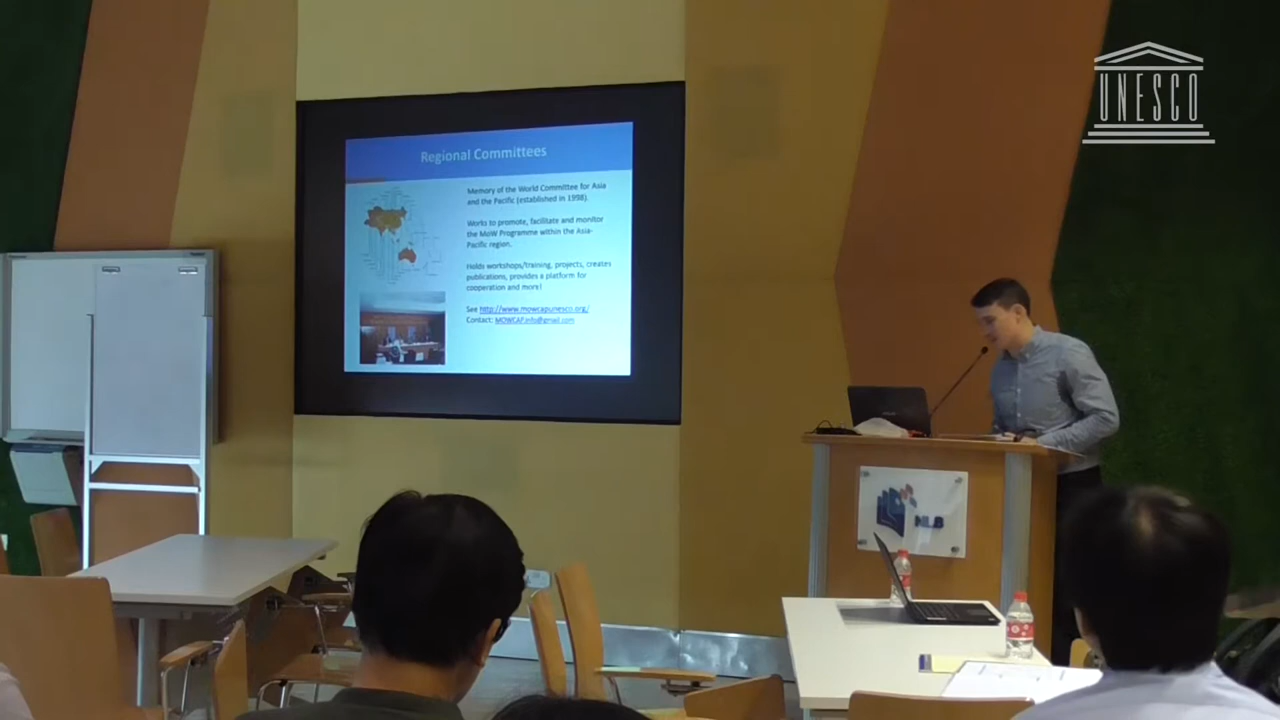 UNESCO
Regional Committees
Memory of the World Committee for Asia
and the Pacific (established in 1998).
Works to promote, facilitate and monitor
the MoW Programme within the Asia-
Pacific region.
Holds workshops/training, projects, creates
publications, provides a platform for
cooperation and more!
See http://www.mowcapunesco.org/
Contact: MOWCAP.info@gmail.com
NLB